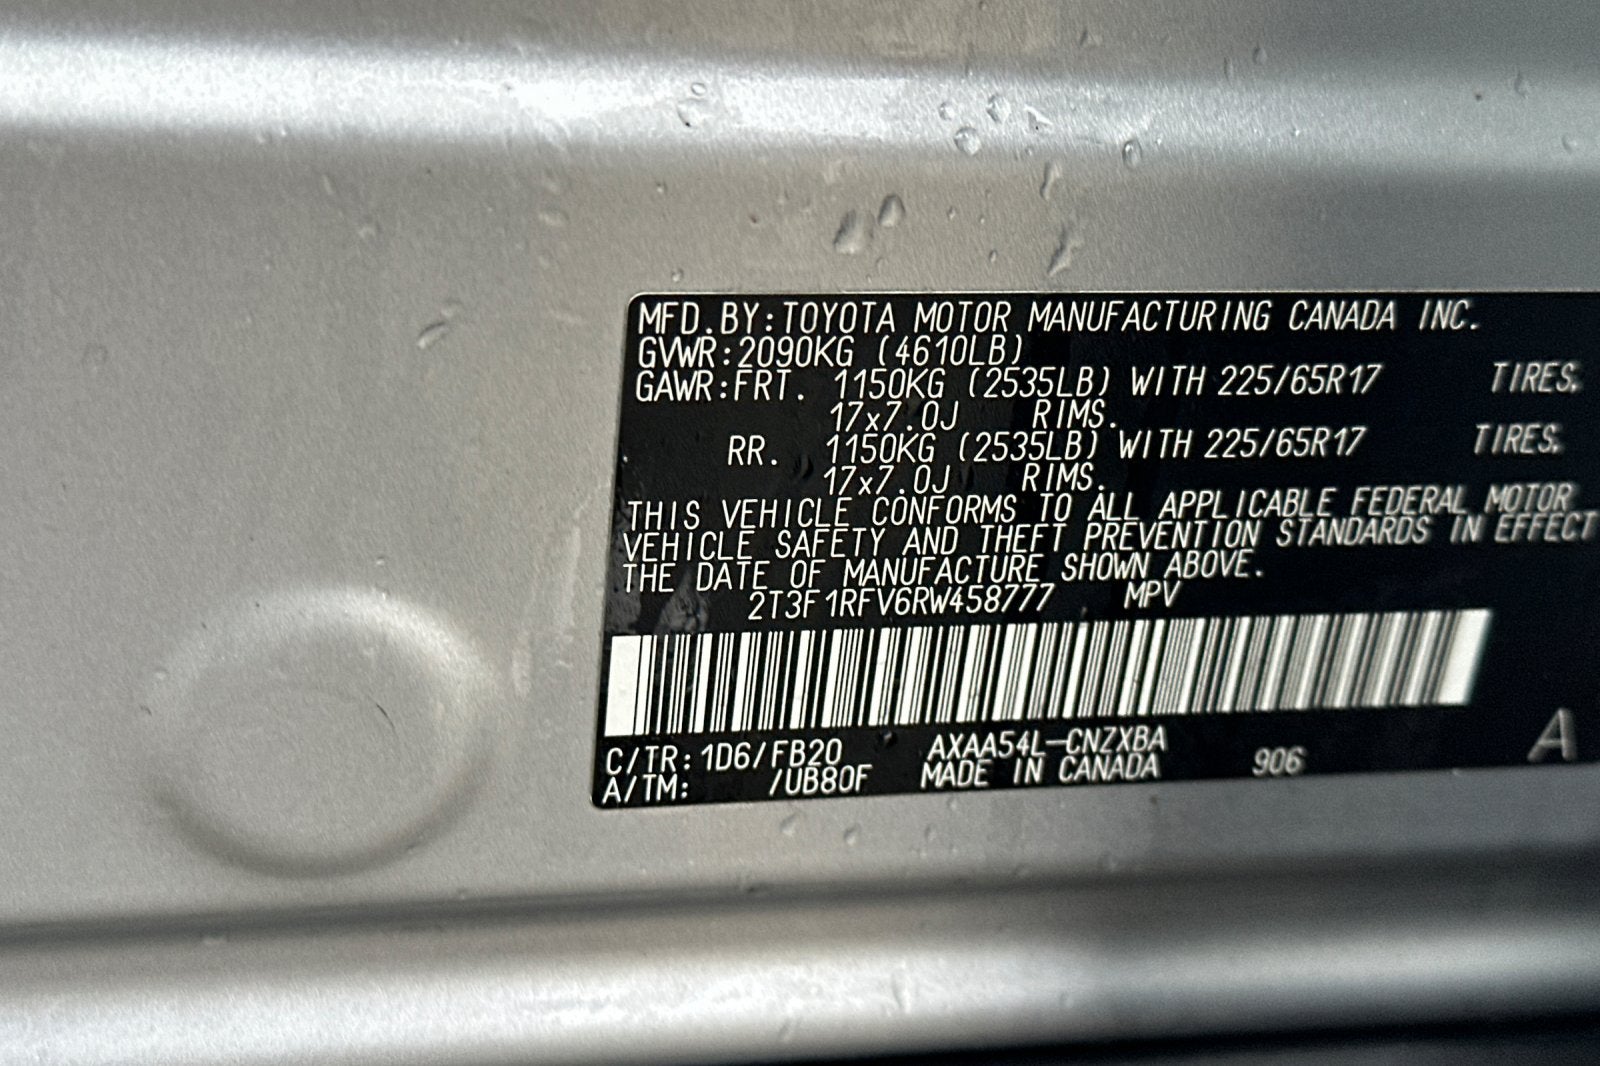 MFD.BY:TOYOTA MOTOR MANUFACTURING CANADA INC.
GVWR:2090KG (4610LB)
GAWR:FRT. 1150KG (2535LB) WITH 225/65R17 TIRES.
17x7.0J RIMS.
RR. 1150KG (2535LB) WITH 225/65R17 TIRES.
17x7.0J RIMS.
THIS VEHICLE CONFORMS TO ALL APPLICABLE FEDERAL MOTOR
VEHICLE SAFETY AND THEFT PREVENTION STANDARDS IN EFFECT
THE DATE OF MANUFACTURE SHOWN ABOVE.
2T3F1RFV6RW458777 MPV
C/TR:1D6/FB20 AXAA54L-CNZXBA
A/TM: /UB80F MADE IN CANADA 906 A